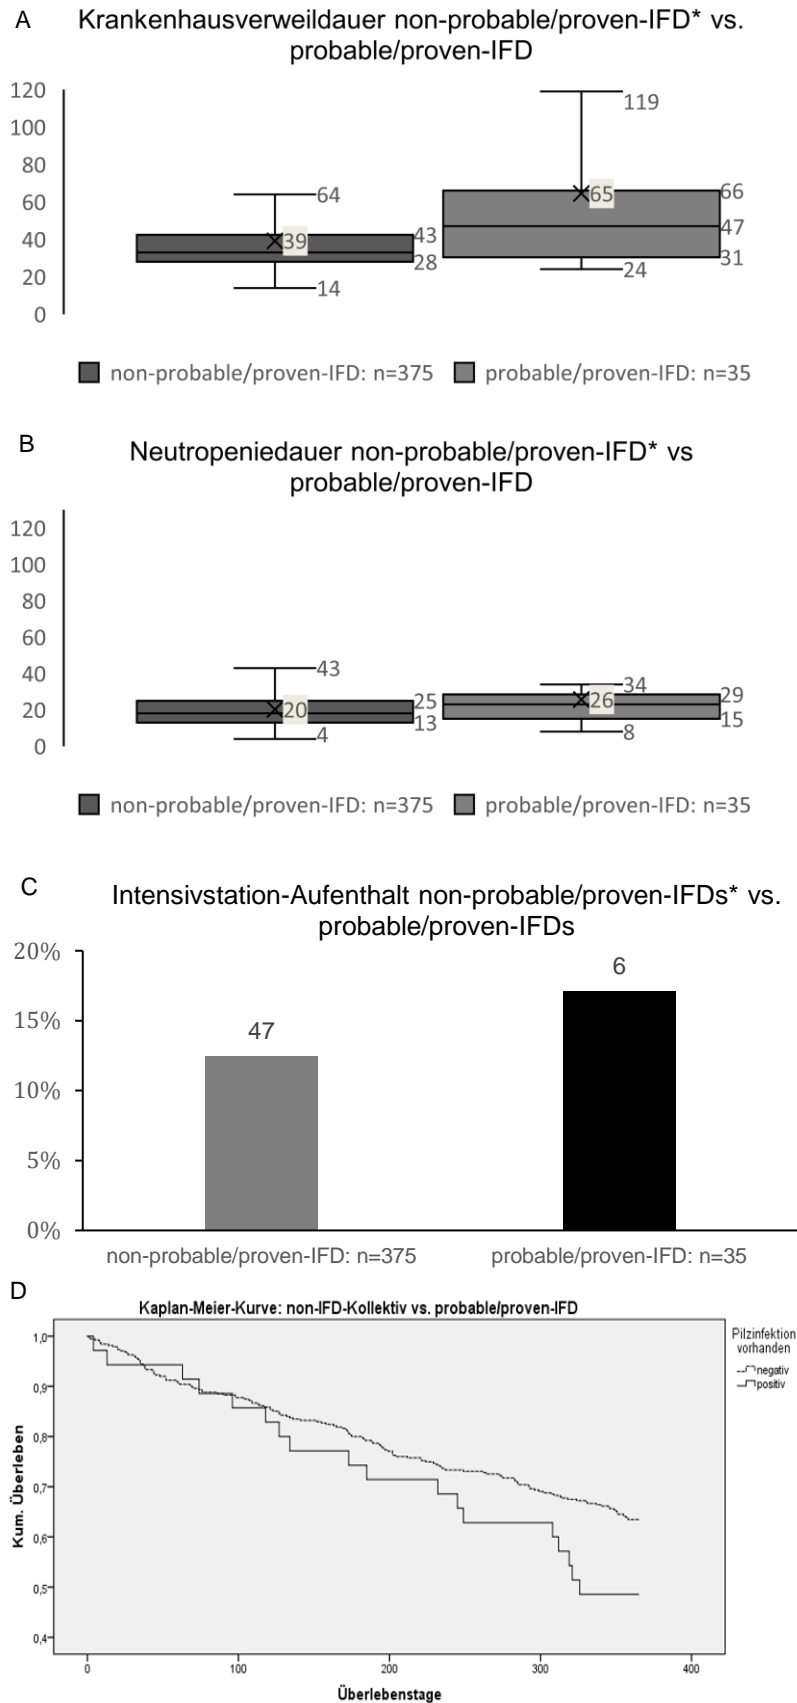 A
Krankenhausverweildauer non-probable/proven-IFD* vs.
probable/proven-IFD
120
100
80
60
40
20
0
64
39
43
28
14
119
65
66
47
31
24
non-probable/proven-IFD: n=375
probable/proven-IFD: n=35
B
Neutropeniedauer non-probable/proven-IFD* vs
probable/proven-IFD
120
100
80
60
40
20
0
43
20
25
13
4
34
26
29
15
8
non-probable/proven-IFD: n=375
probable/proven-IFD: n=35
C
Intensivstation-Aufenthalt non-probable/proven-IFDs* vs.
probable/proven-IFDs
20%
15%
10%
5%
0%
47
6
non-probable/proven-IFD: n=375
probable/proven-IFD: n=35
D
Kaplan-Meier-Kurve: non-IFD-Kollektiv vs. probable/proven-IFD
Kum. Überleben
1,0
0,9
0,8
0,7
0,6
0,5
0,4
0
100
200
300
400
Überlebenstage
Pilzinfektion
vorhanden
negativ
positiv